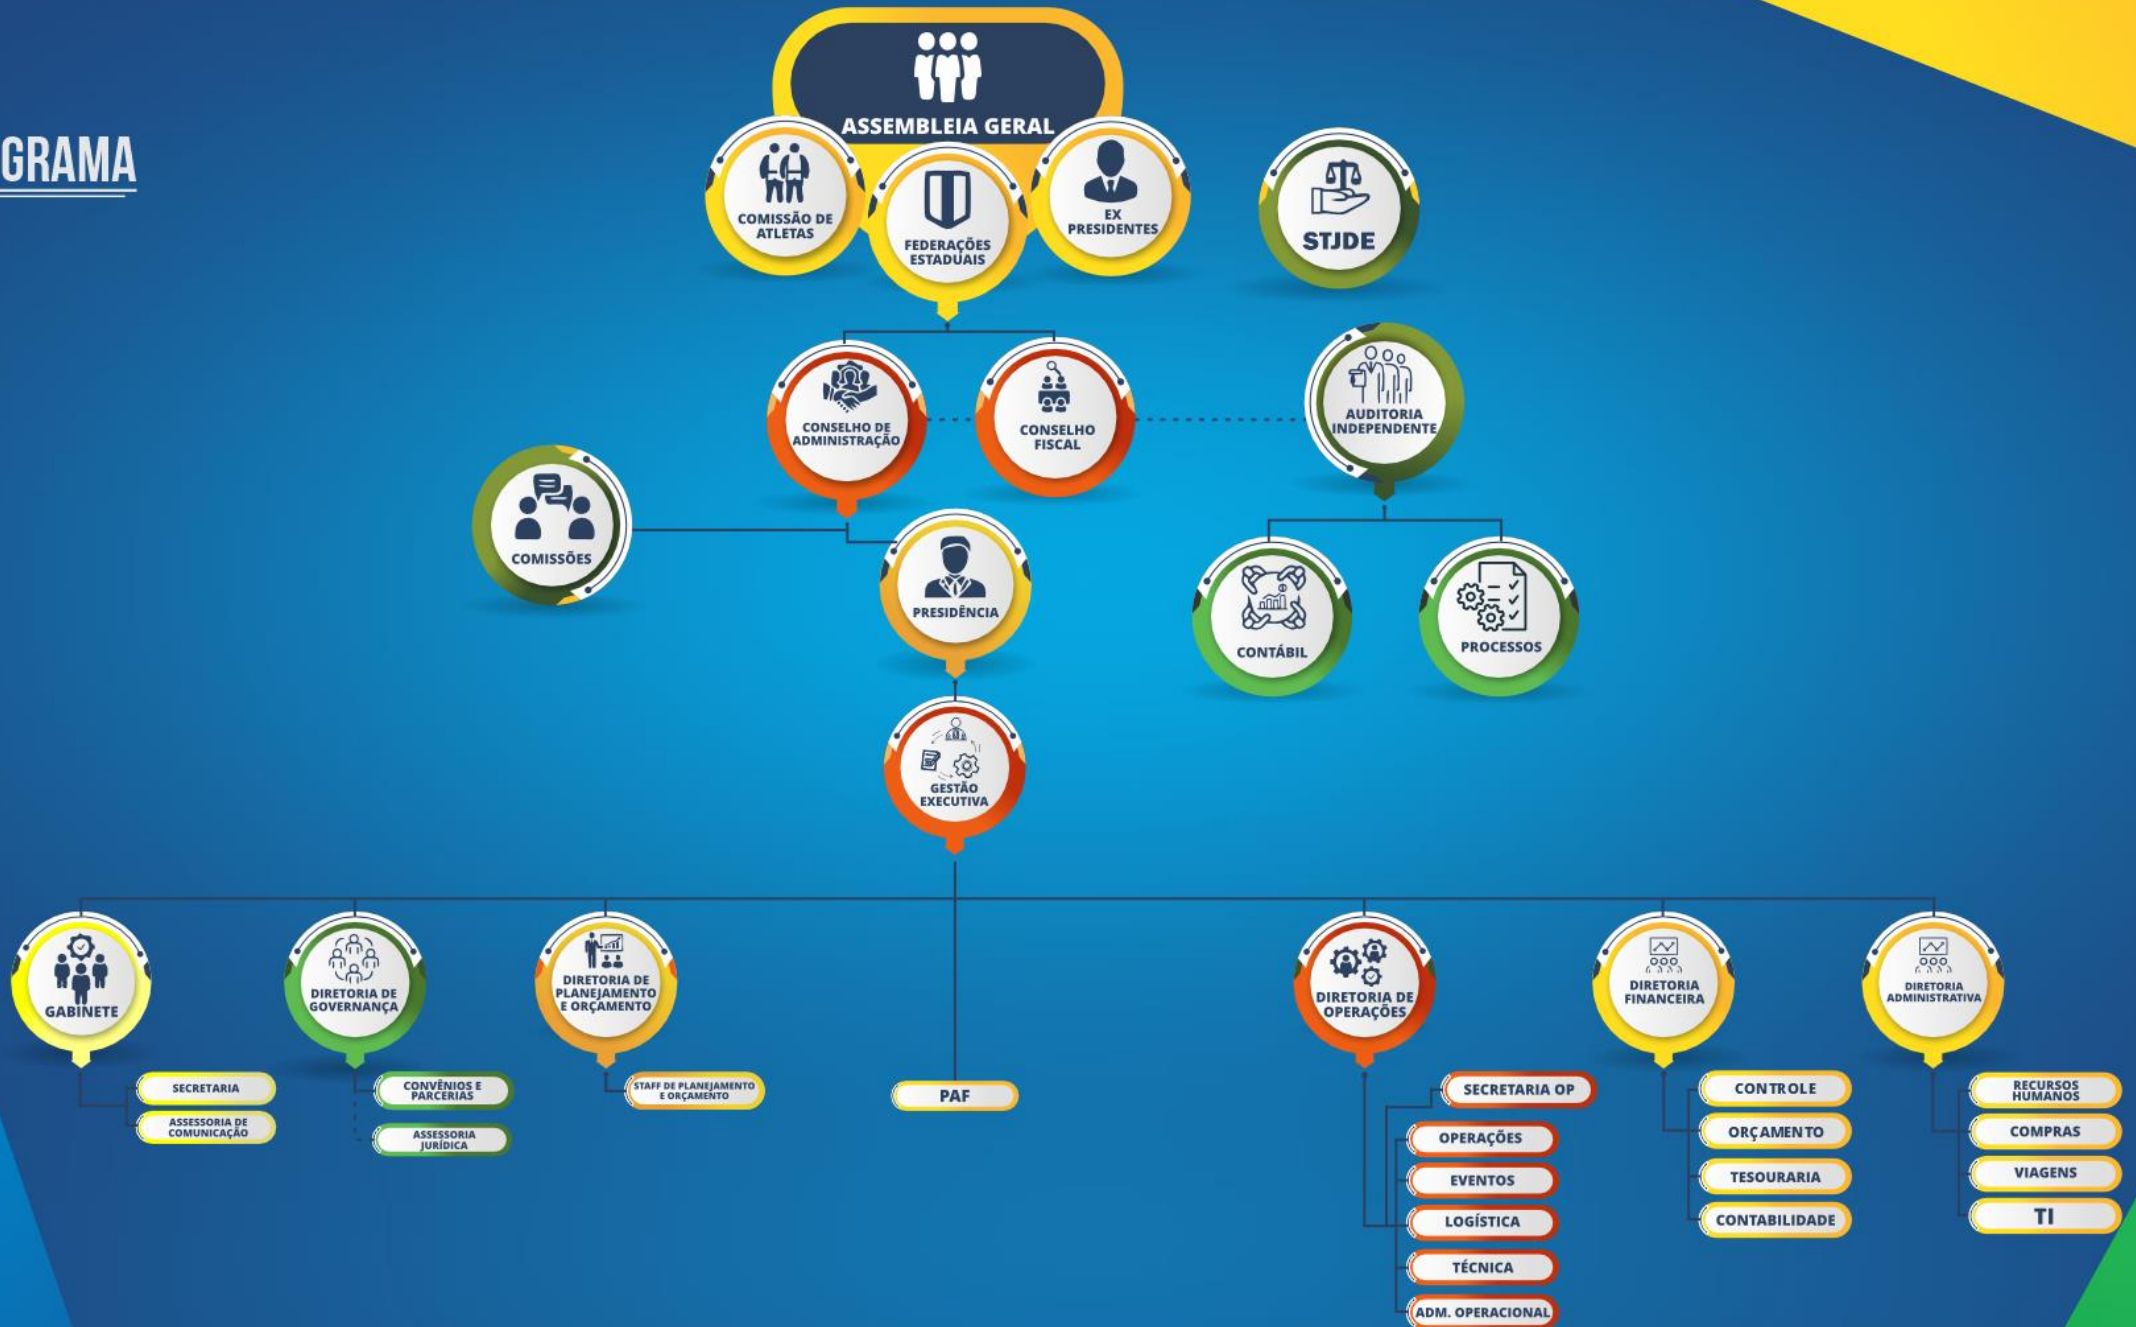 GRAMA
ASSEMBLEIA GERAL
COMISSÃO DE
ATLETAS
FEDERAÇÕES
ESTADUAIS
EX
PRESIDENTES
STJDE
CONSELHO DE
ADMINISTRAÇÃO
CONSELHO
FISCAL
AUDITORIA
INDEPENDENTE
COMISSÕES
PRESIDÊNCIA
CONTÁBIL
PROCESSOS
GESTÃO
EXECUTIVA
GABINETE
DIRETORIA DE
GOVERNANÇA
DIRETORIA DE
PLANEJAMENTO
E ORÇAMENTO
DIRETORIA DE
OPERAÇÕES
DIRETORIA
FINANCEIRA
DIRETORIA
ADMINISTRATIVA
SECRETARIA
ASSESSORIA DE
COMUNICAÇÃO
CONVÊNIOS E
PARCERIAS
ASSESSORIA
JURÍDICA
STAFF DE PLANEJAMENTO
E ORÇAMENTO
PAF
SECRETARIA OP
OPERAÇÕES
EVENTOS
LOGÍSTICA
TÉCNICA
ADM. OPERACIONAL
CONTROLE
ORÇAMENTO
TESOURARIA
CONTABILIDADE
RECURSOS
HUMANOS
COMPRAS
VIAGENS
TI